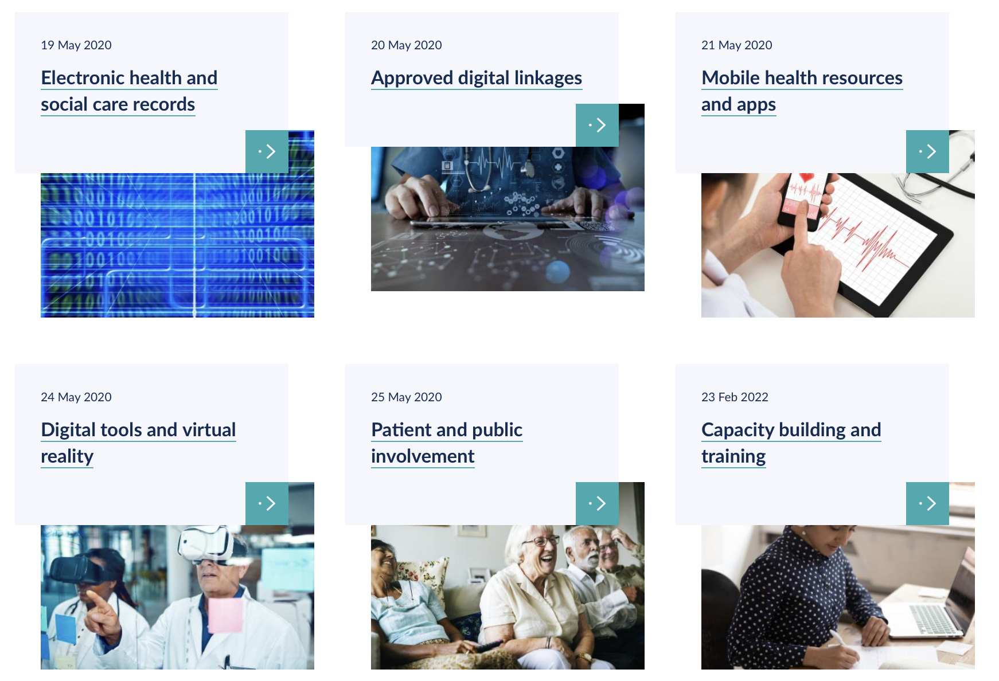 19 May 2020
Electronic health and
social care records
20 May 2020
Approved digital linkages
21 May 2020
Mobile health resources
and apps
24 May 2020
Digital tools and virtual
reality
25 May 2020
Patient and public
involvement
23 Feb 2022
Capacity building and
training